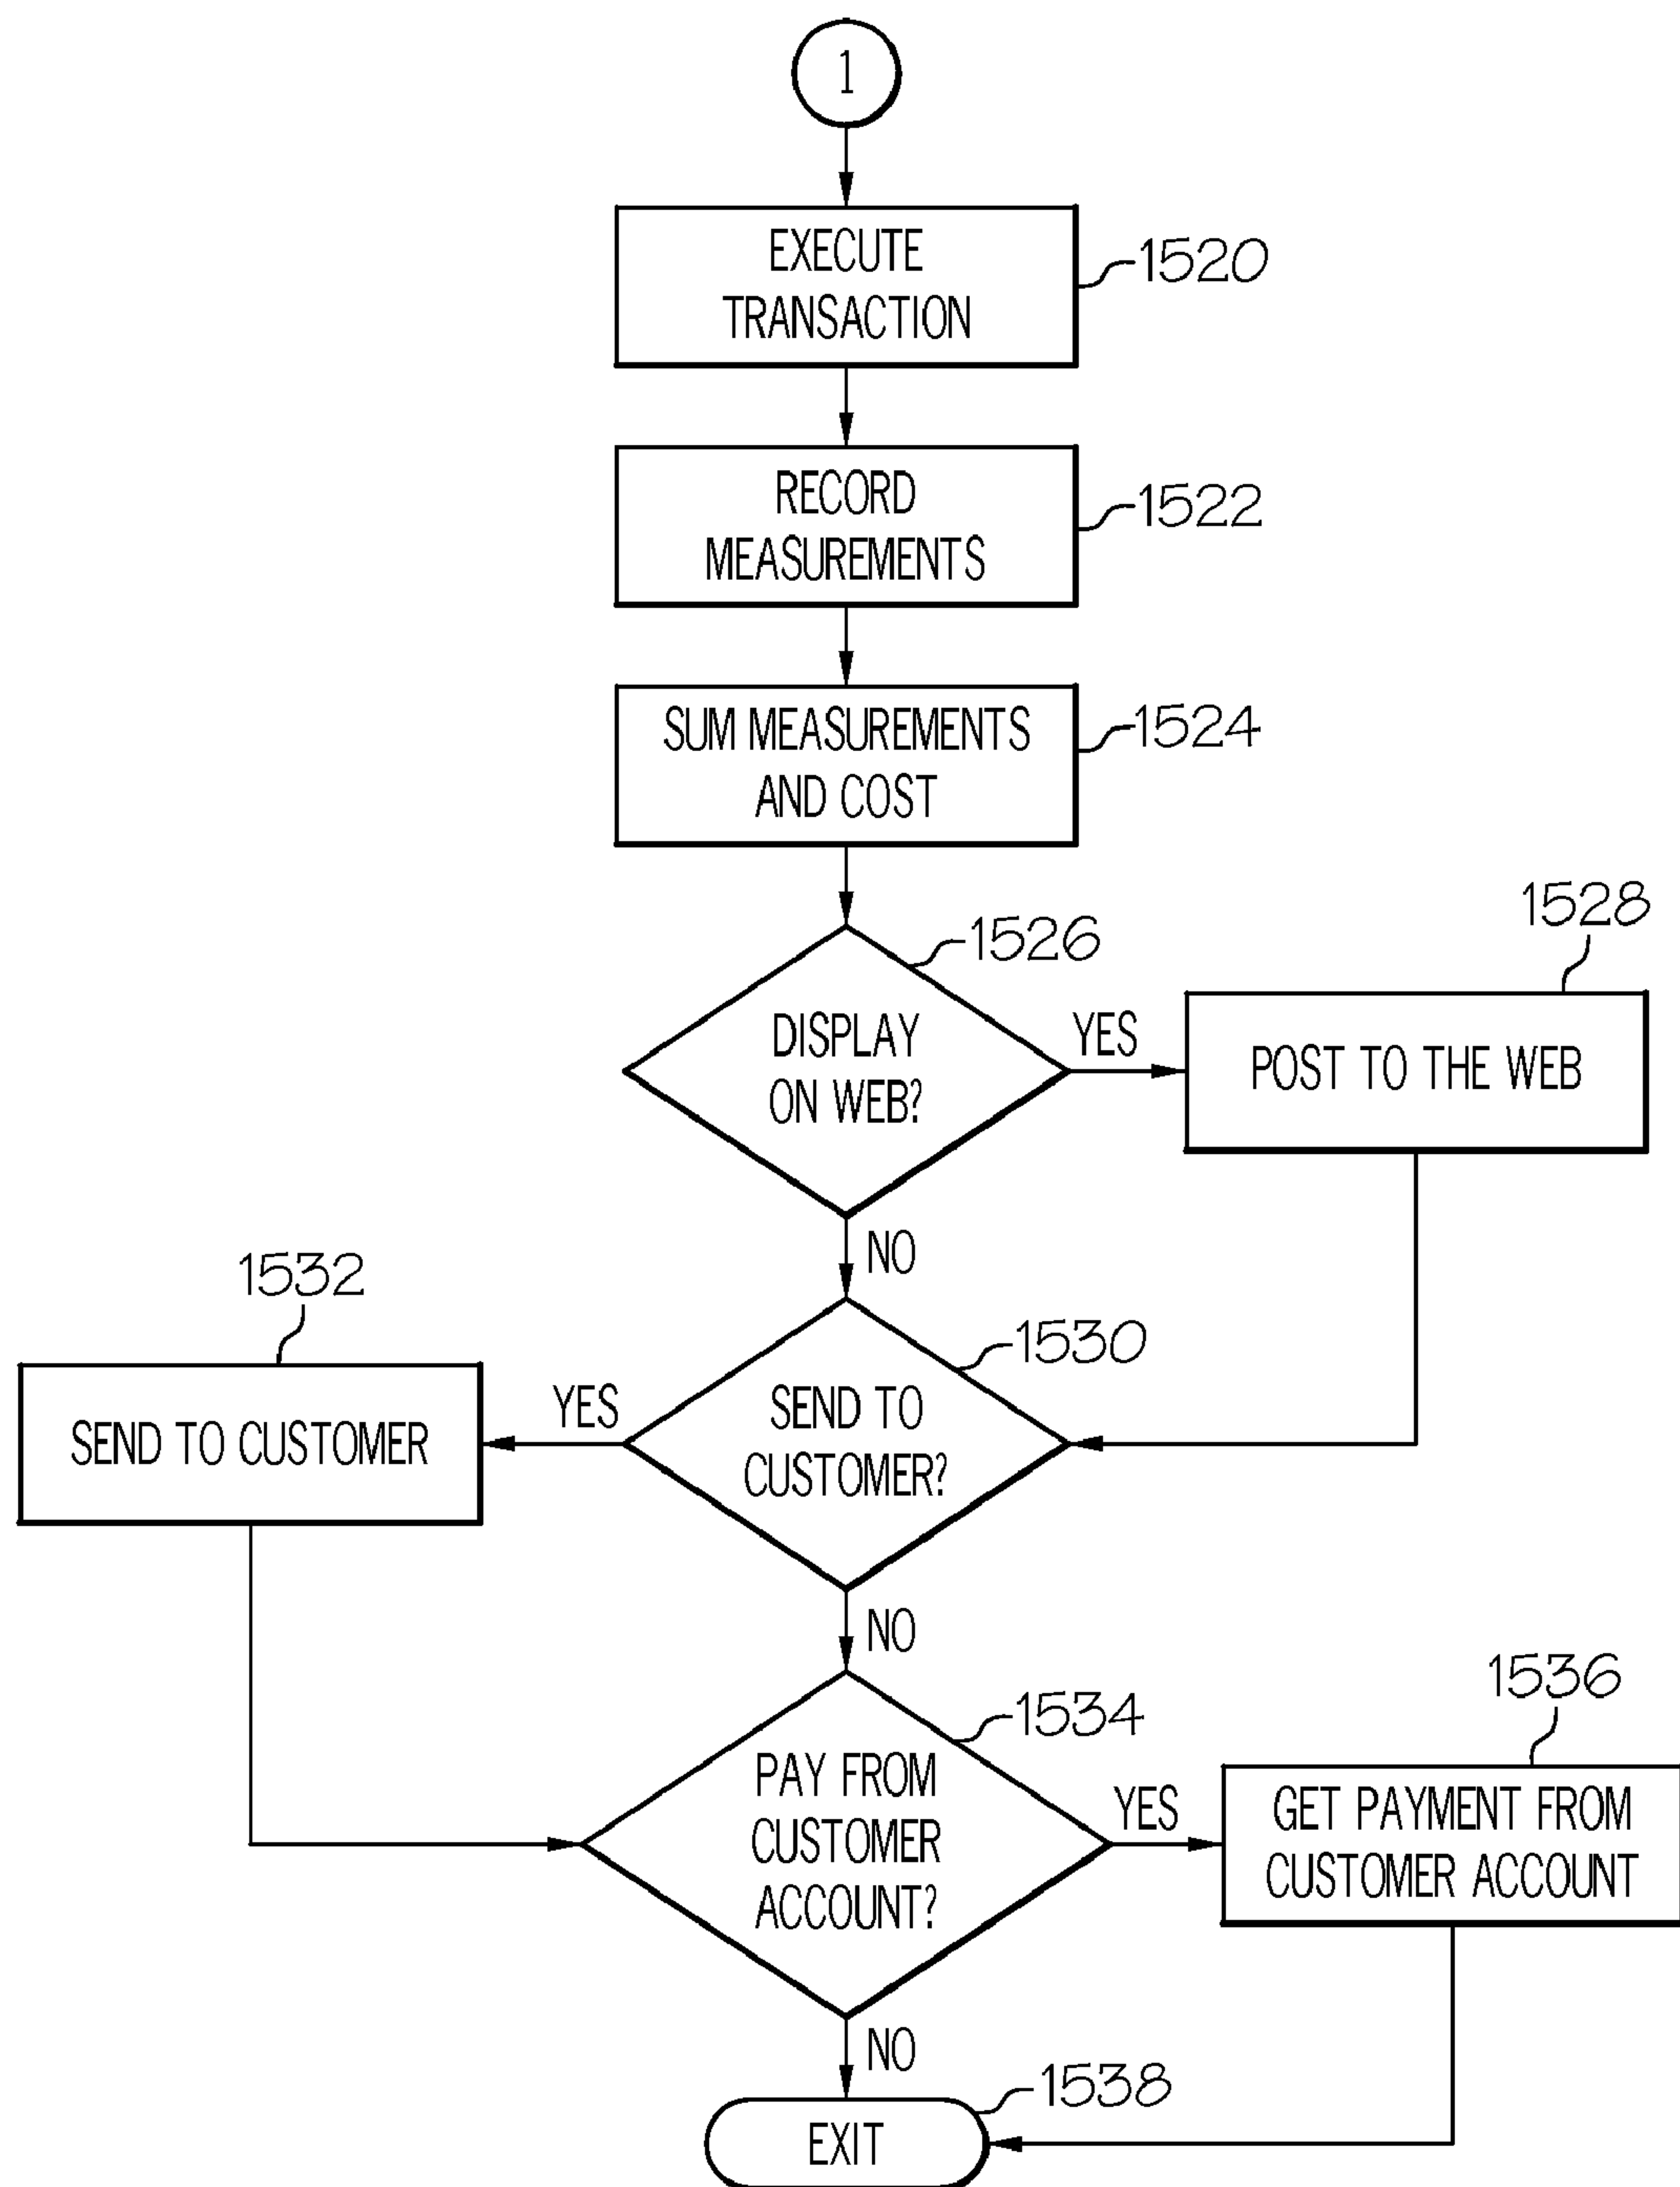 1
EXECUTE
TRANSACTION
1520
RECORD
MEASUREMENTS
1522
SUM MEASUREMENTS
AND COST
1524
1526
DISPLAY
ON WEB?
YES
1528
POST TO THE WEB
NO
1532
SEND TO CUSTOMER
YES
1530
SEND TO
CUSTOMER?
NO
1534
PAY FROM
CUSTOMER
ACCOUNT?
YES
1536
GET PAYMENT FROM
CUSTOMER ACCOUNT
NO
1538
EXIT